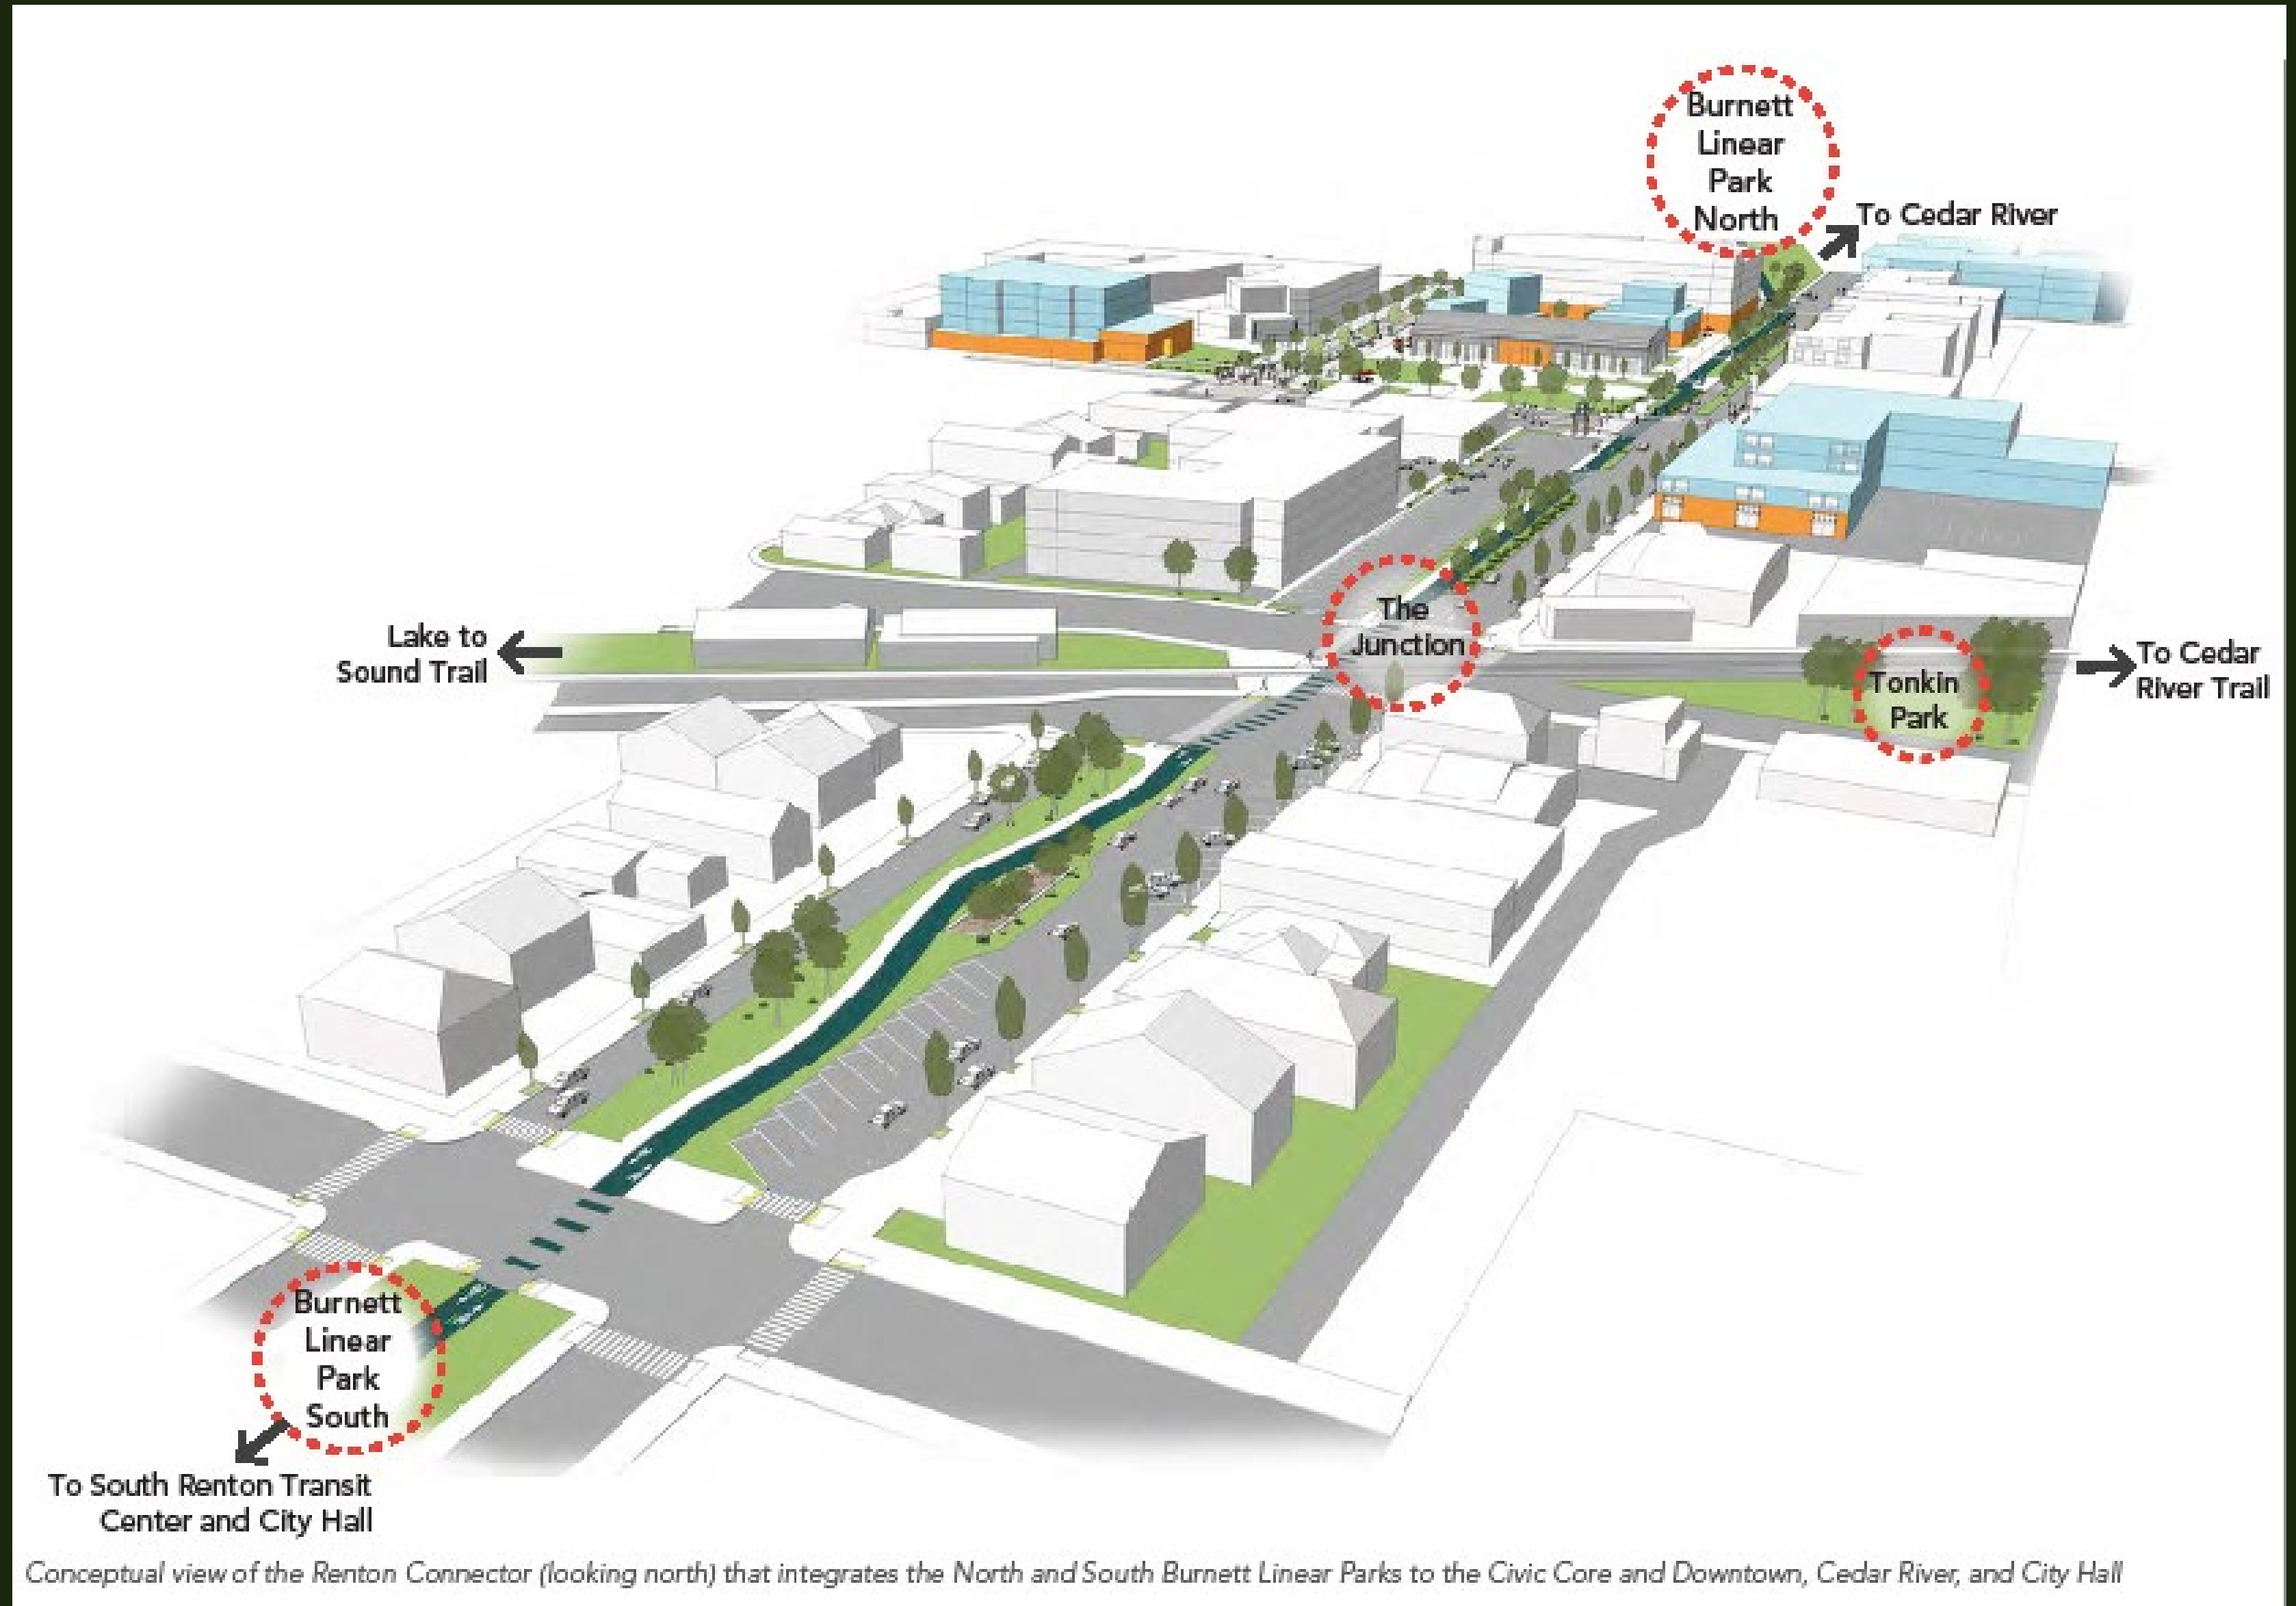 Burnett
Linear
Park
North
To Cedar River
The
Junction
Lake to
Sound Trail
Tonkin
Park
To Cedar
River Trail
Burnett
Linear
Park
South
To South Renton Transit
Center and City Hall
Conceptual view of the Renton Connector (looking north) that integrates the North and South Burnett Linear Parks to the Civic Core and Downtown, Cedar River, and City Hall